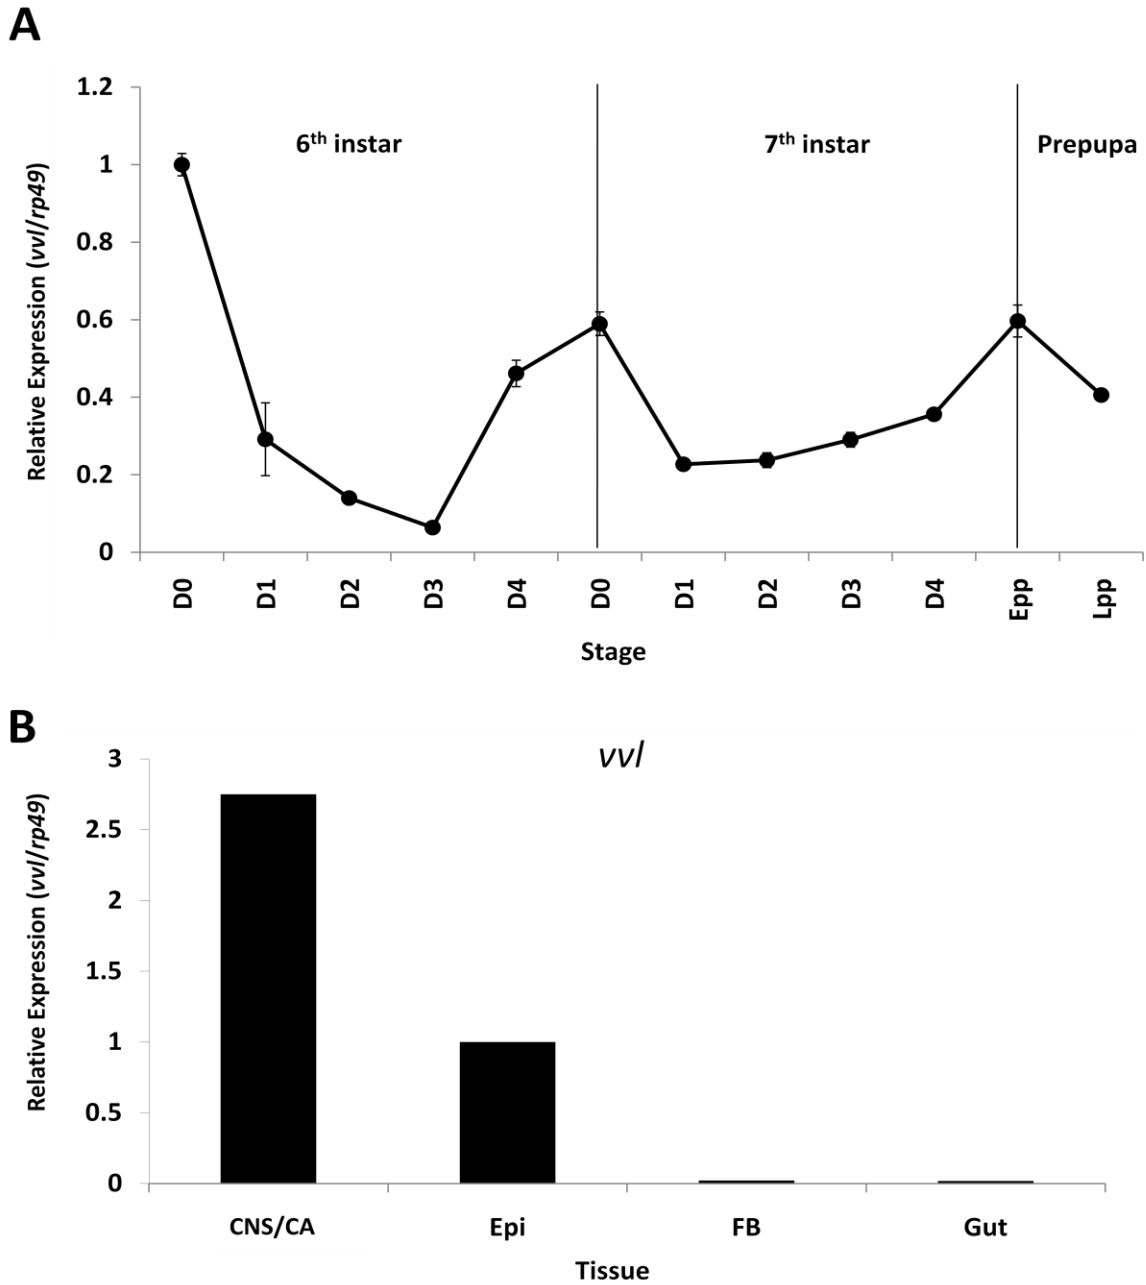 A
1.2
6th instar
7th instar
Prepupa
1
0.8
0.6
0.4
0.2
0
Relative Expression (vvl/rp49)
D0
D1
D2
D3
D4
D0
D1
D2
D3
D4
Epp
Lpp
Stage
B
vvl
3
2.5
2
1.5
1
0.5
0
Relative Expression (vvl/rp49)
CNS/CA
Epi
FB
Gut
Tissue